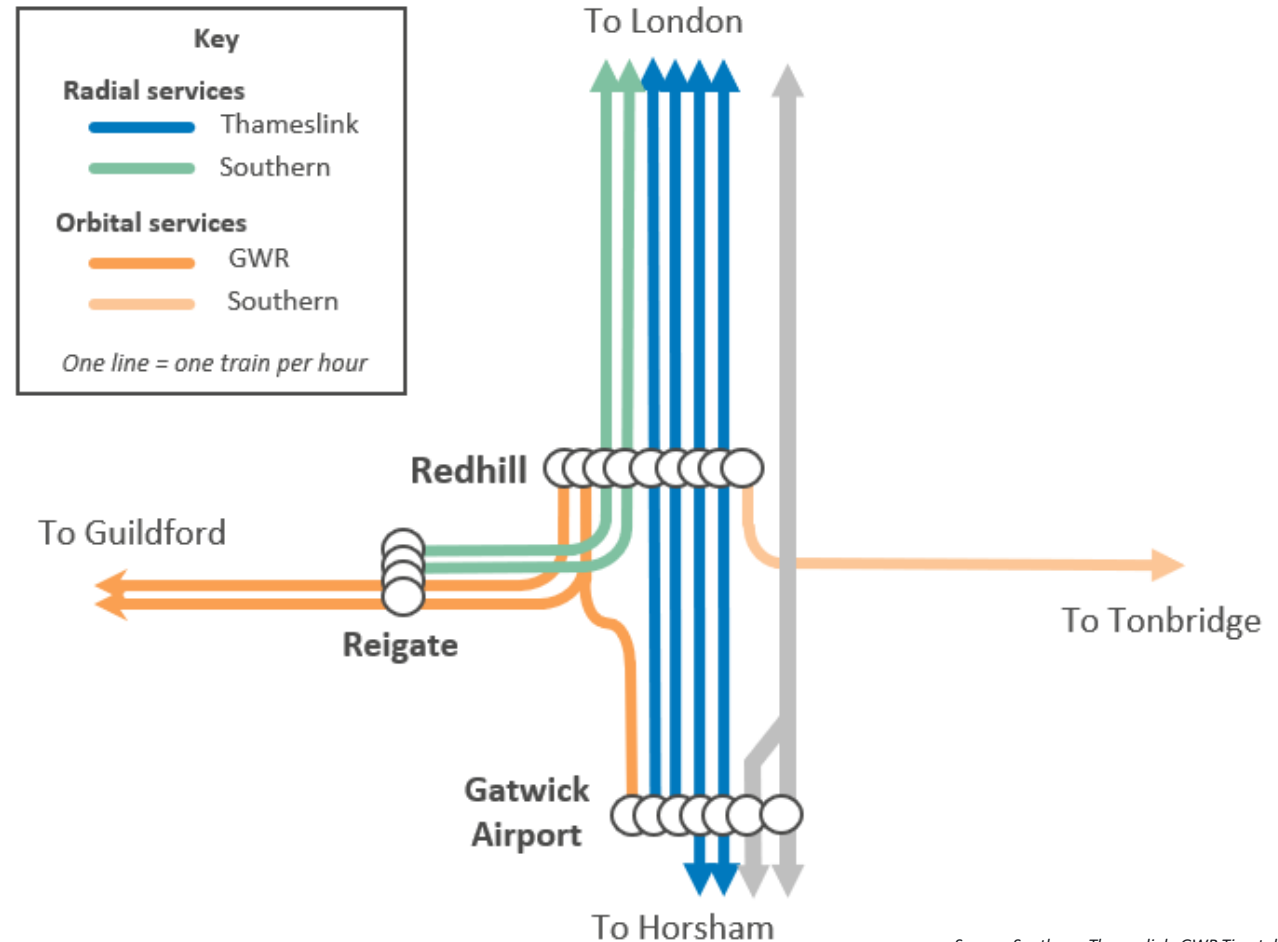 To London
Key
Radial services
Thameslink
Southern
Orbital services
GWR
Southern
One line = one train per hour
Redhill
To Guildford
Reigate
To Tonbridge
Gatwick
Airport
To Horsham